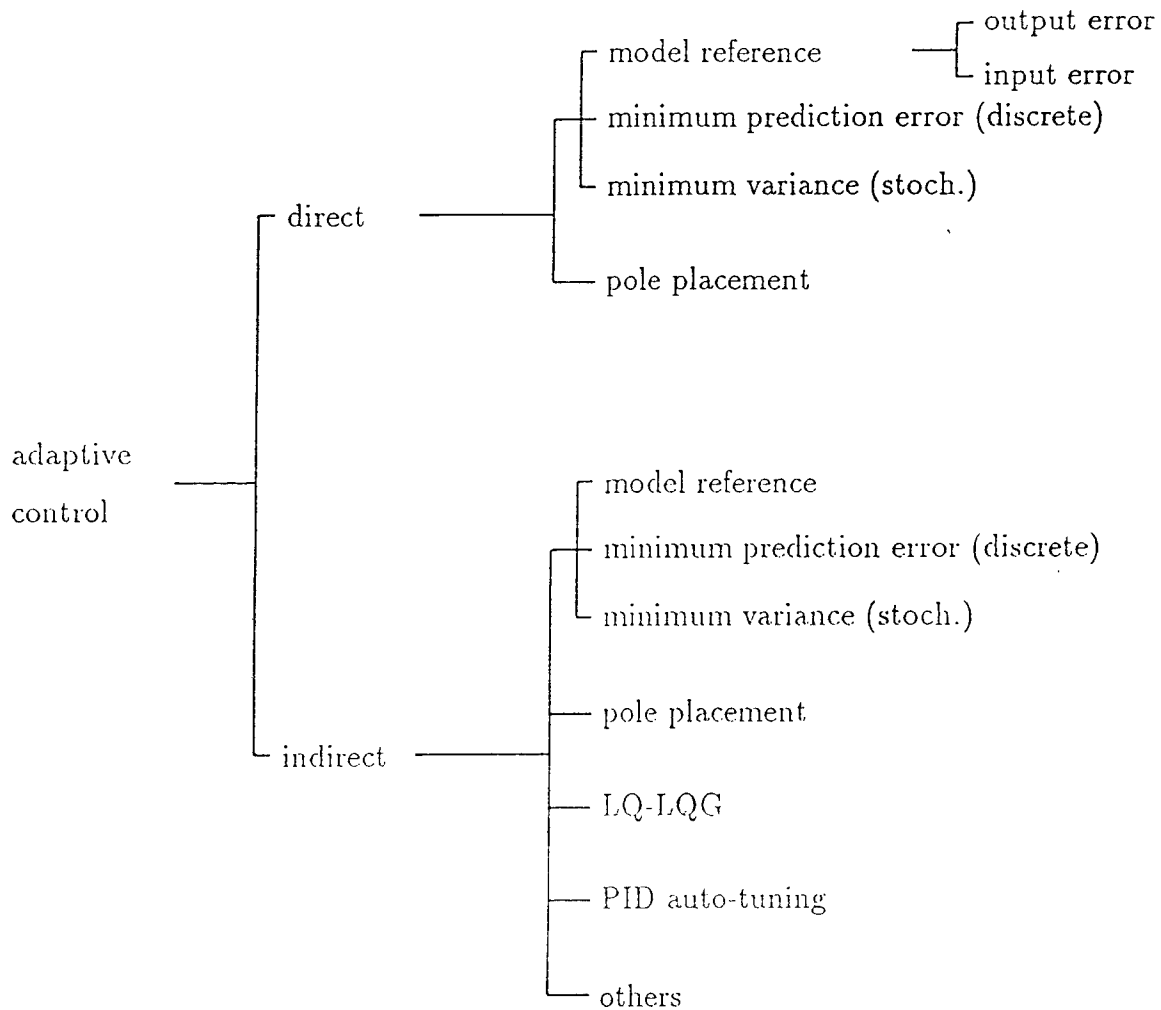 output error
model reference
input error
minimum prediction error (discrete)
minimum variance (stoch.)
direct
pole placement
adaptive
control
model reference
minimum prediction error (discrete)
minimum variance (stoch.)
pole placement
indirect
LQ-LQG
PID auto-tuning
others